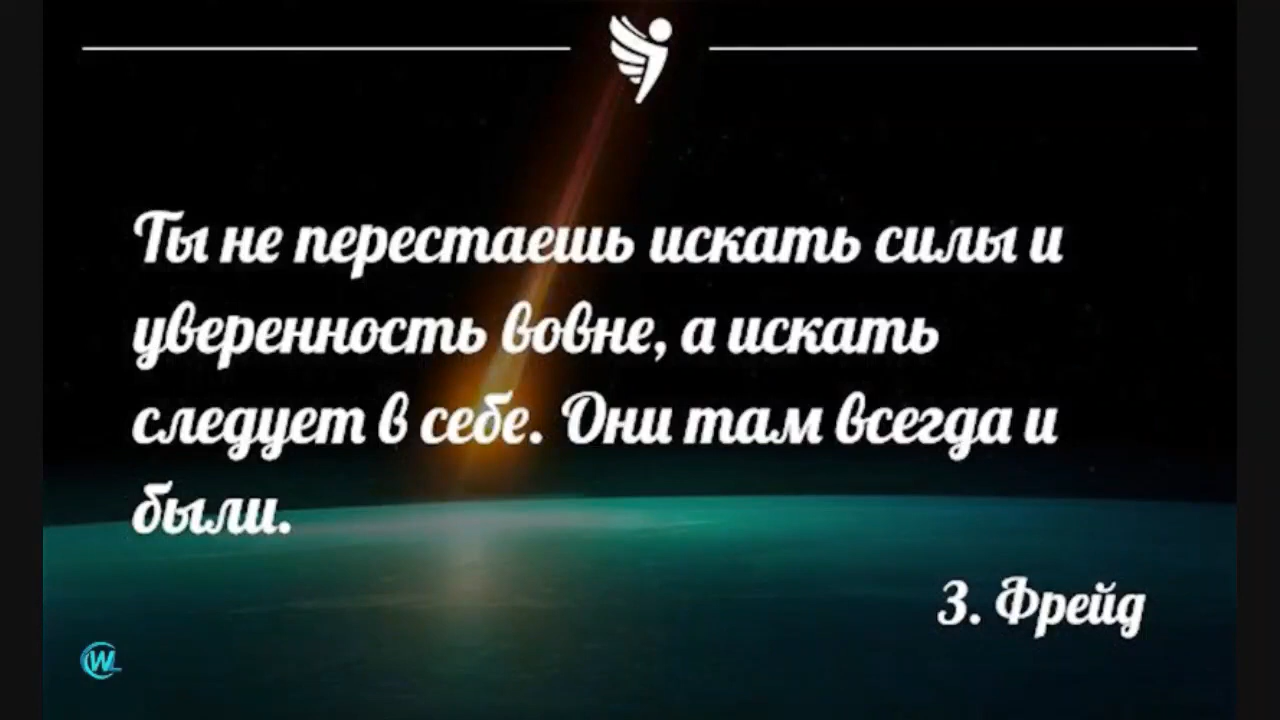 Ты не перестаешь искать силы и
уверенность вовне, а искать
следует в себе. Они там всегда и
были.
З. Фрейд
W